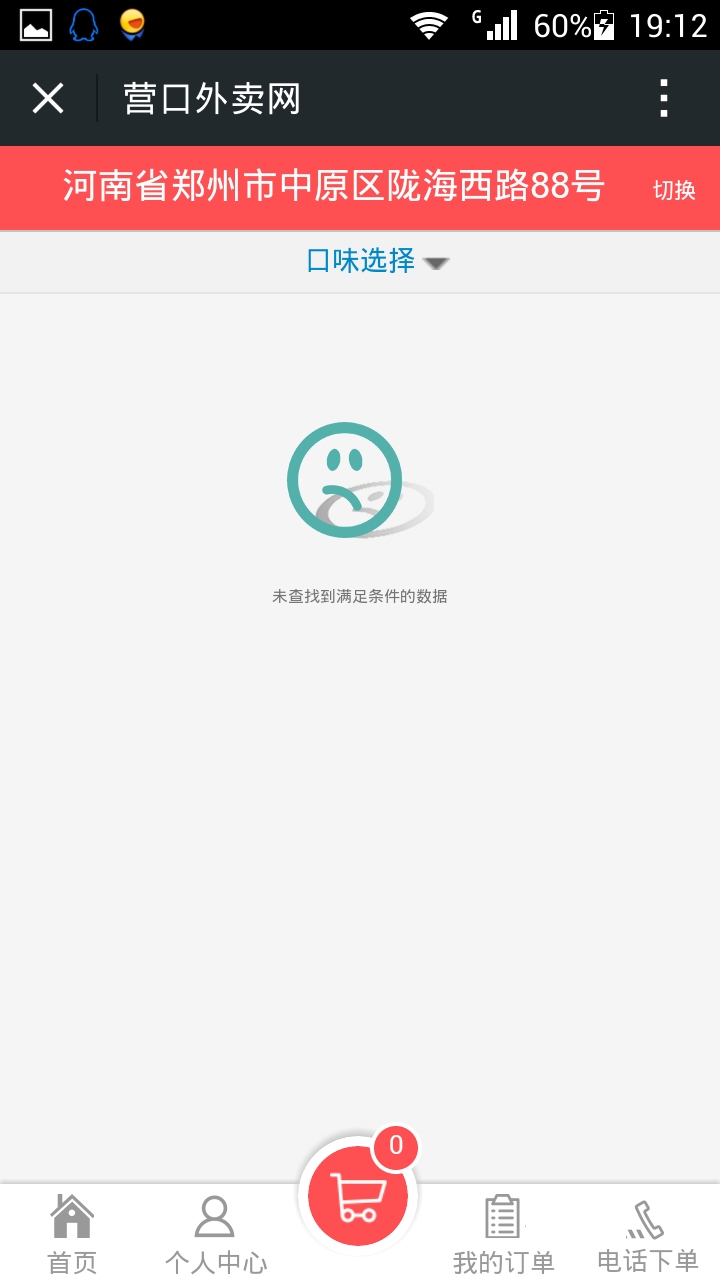 G 60% 19:12
营口外卖网
河南省郑州市中原区陇海西路88号 切换
口味选择
未查找到满足条件的数据
0
首页 个人中心 我的订单 电话下单